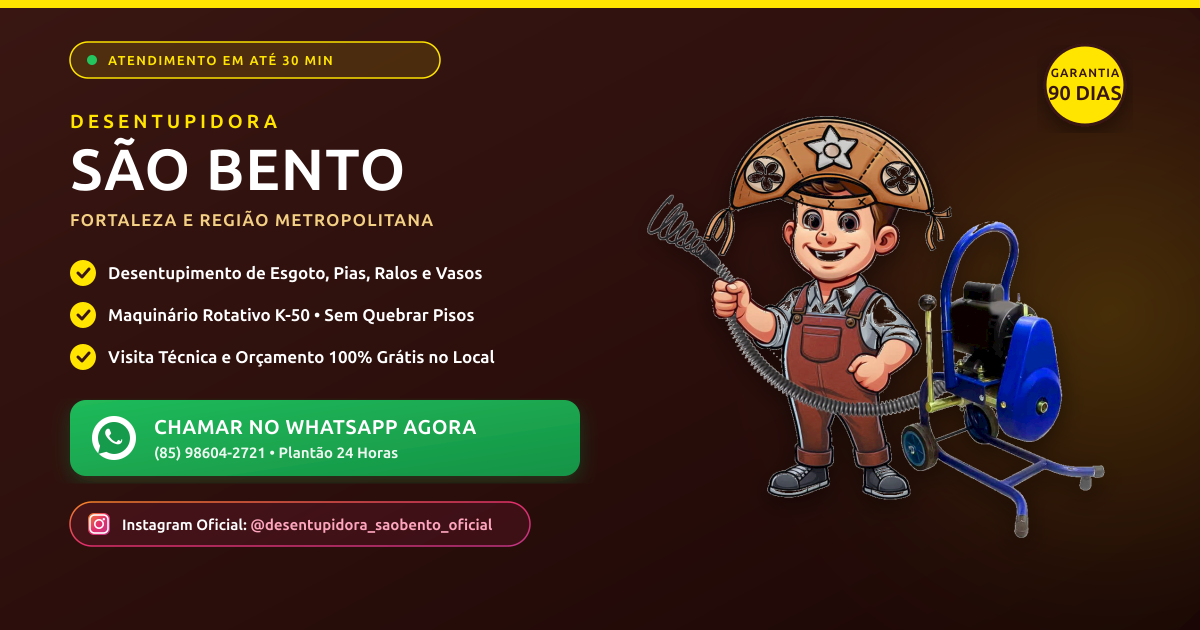 ATENDIMENTO EM ATÉ 30 MIN
GARANTIA
90 DIAS
DESENTUPIDORA
SÃO BENTO
FORTALEZA E REGIÃO METROPOLITANA
Desentupimento de Esgoto, Pias, Ralos e Vasos
Maquinário Rotativo K-50 • Sem Quebrar Pisos
Visita Técnica e Orçamento 100% Grátis no Local
CHAMAR NO WHATSAPP AGORA
(85) 98604-2721 • Plantão 24 Horas
Instagram Oficial: @desentupidora_saobento_oficial